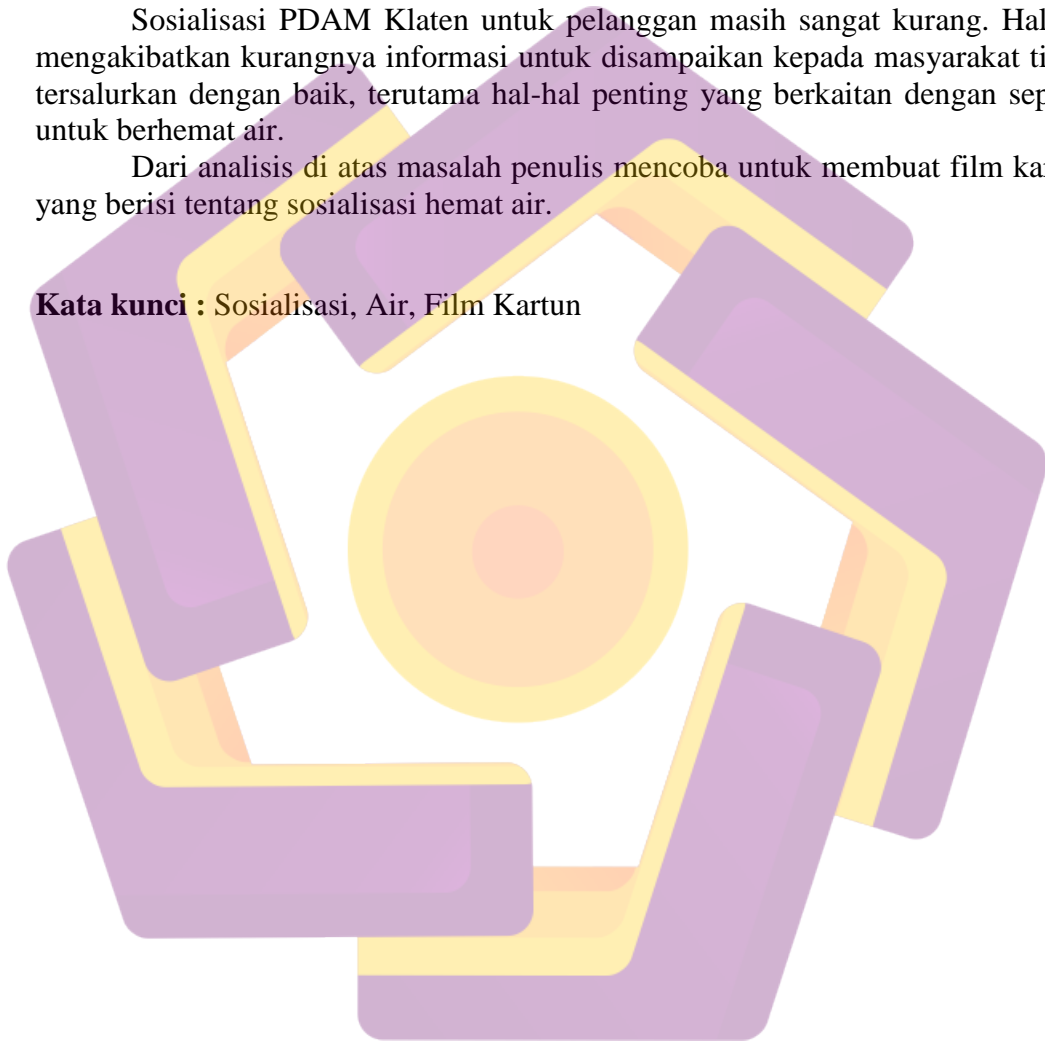 Sosialisasi PDAM Klaten untuk pelanggan masih sangat kurang. Hal
mengakibatkan kurangnya informasi untuk disampaikan kepada masyarakat
tersalurkan dengan baik, terutama hal-hal penting yang berkaitan dengan
untuk berhemat air.
Dari analisis di atas masalah penulis mencoba untuk membuat film
yang berisi tentang sosialisasi hemat air.
Kata kunci : Sosialisasi, Air, Film Kartun